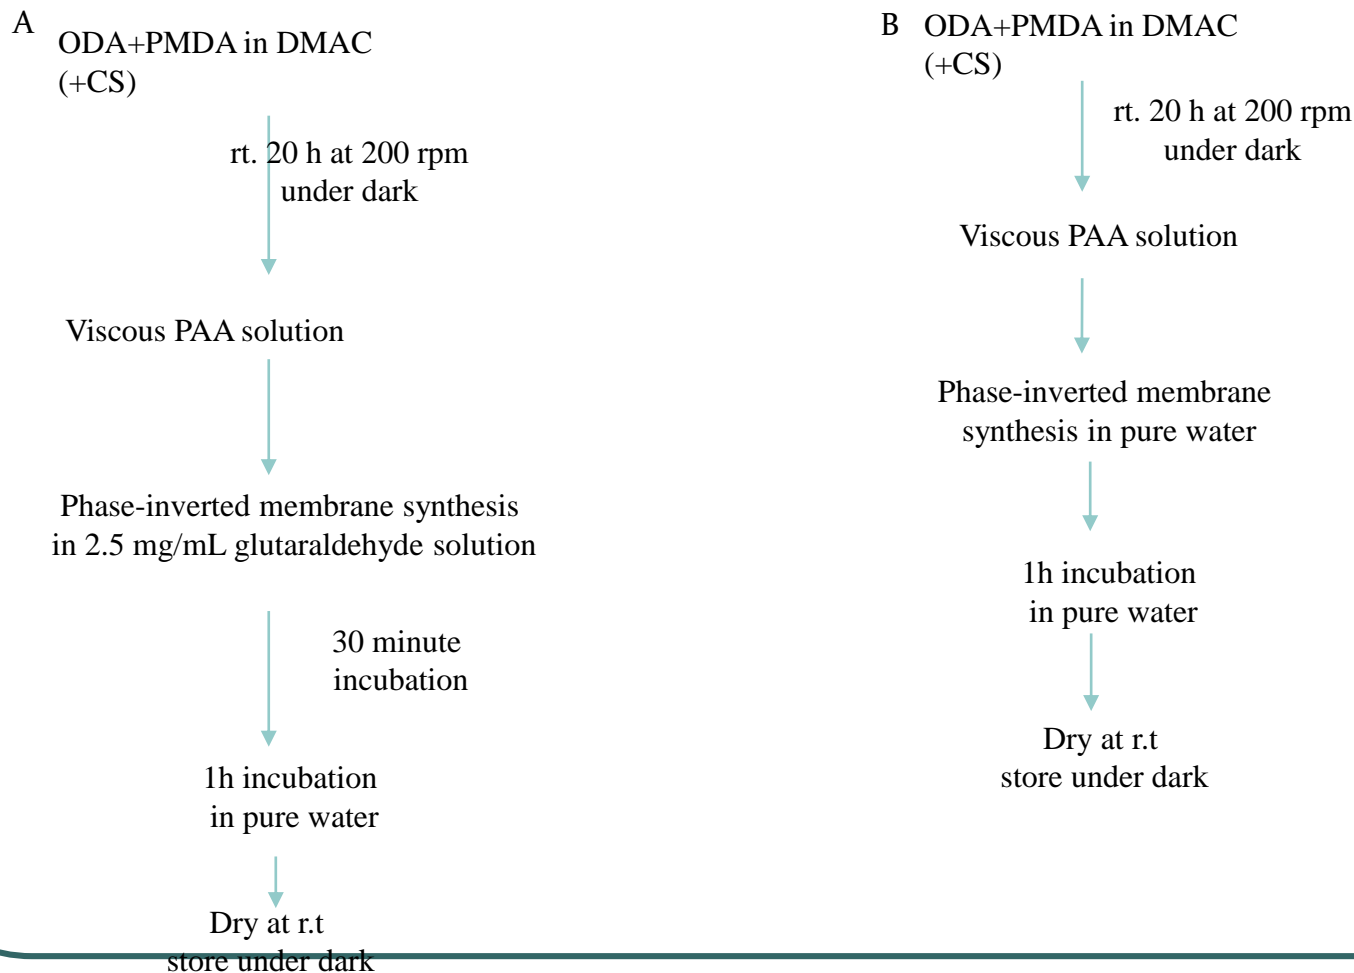 A
ODA+PMDA in DMAC
(+CS)
rt. 20 h at 200 rpm
under dark
Viscous PAA solution
Phase-inverted membrane synthesis
in 2.5 mg/mL glutaraldehyde solution
30 minute
incubation
1h incubation
in pure water
Dry at r.t
store under dark
B
ODA+PMDA in DMAC
(+CS)
rt. 20 h at 200 rpm
under dark
Viscous PAA solution
Phase-inverted membrane
synthesis in pure water
1h incubation
in pure water
Dry at r.t
store under dark